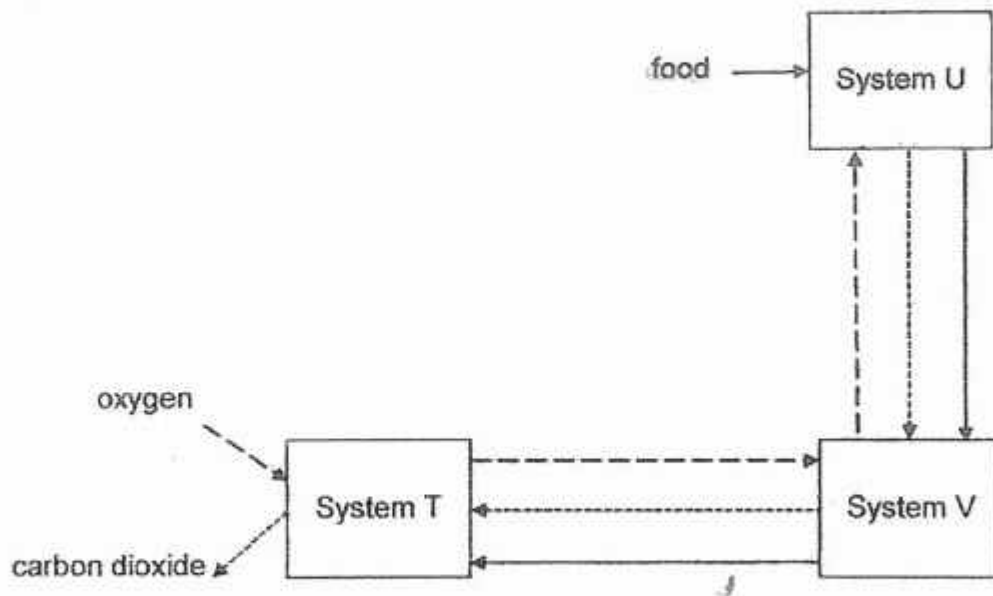 food
System U
oxygen
System T
System V
carbon dioxide